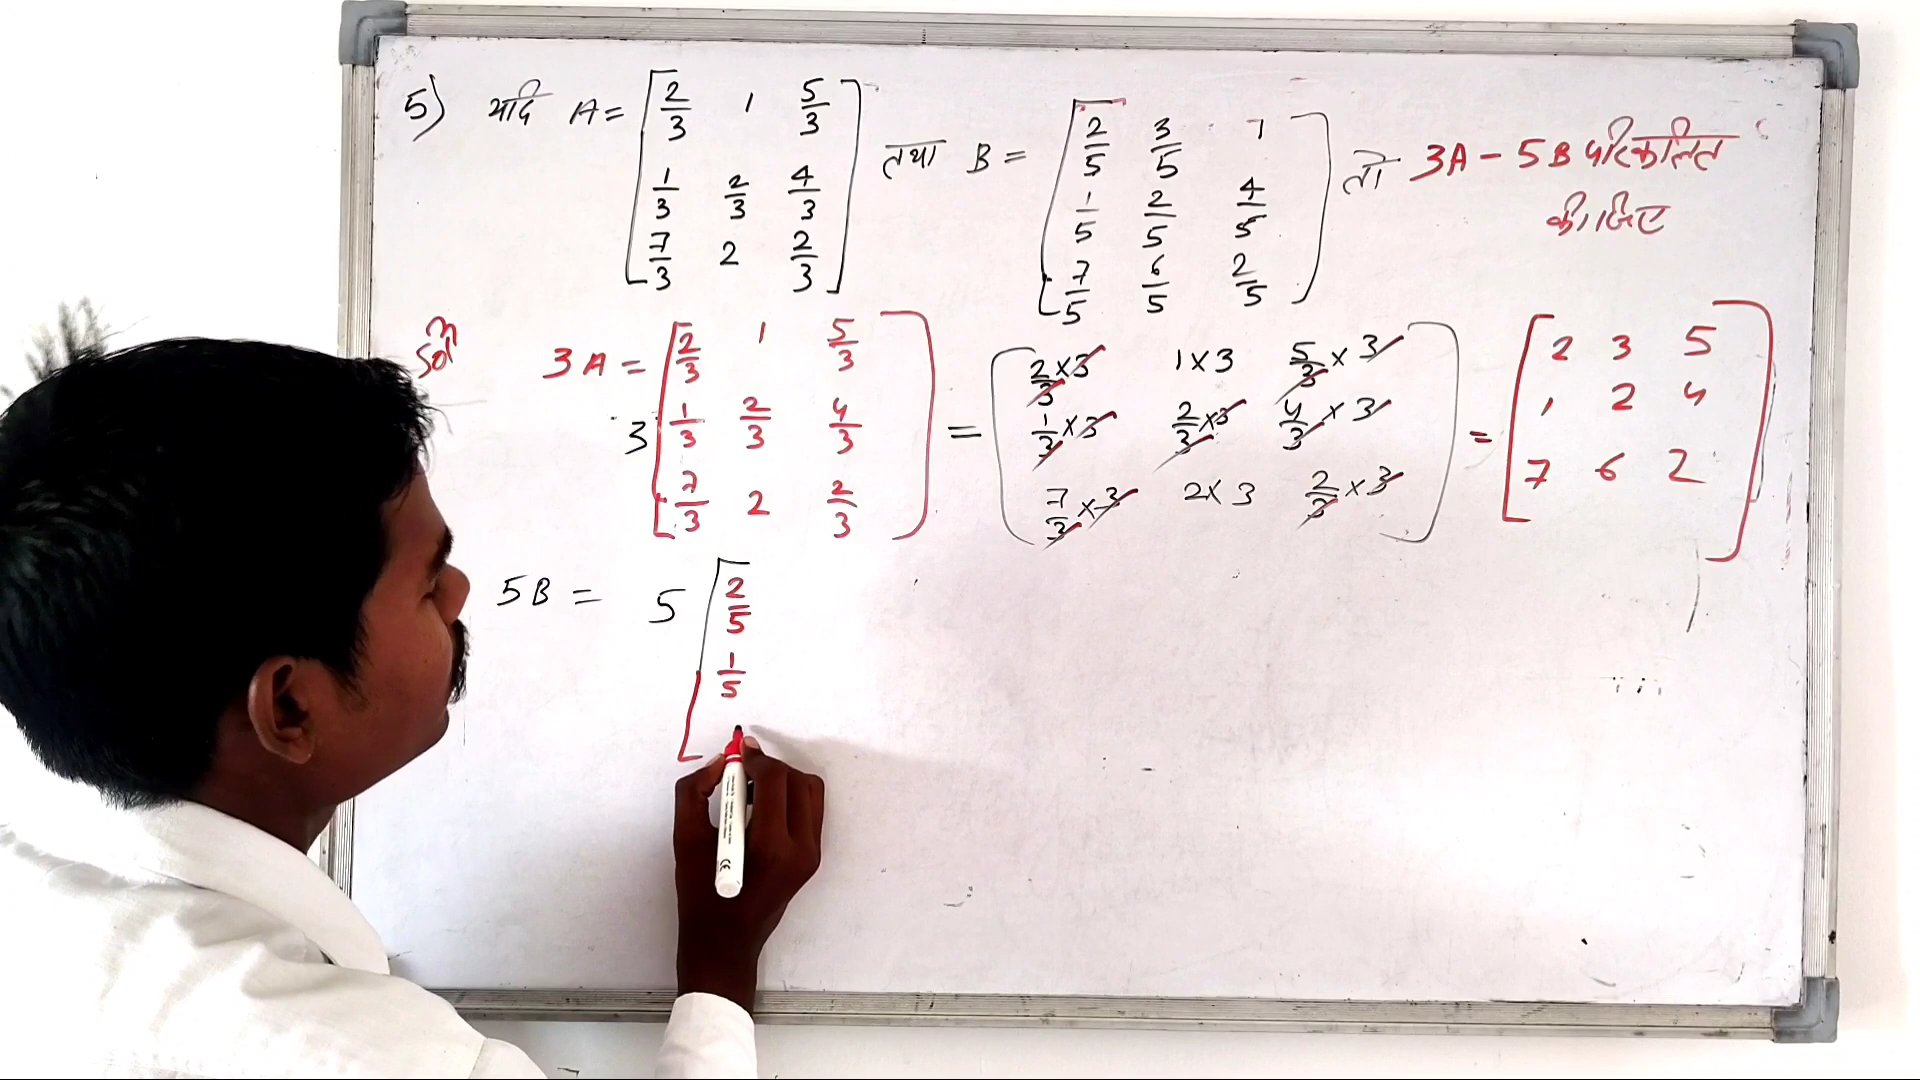 5) यदि A = [ 2/3 1 5/3
1/3 2/3 4/3
7/3 2 2/3 ] तथा B = [ 2/5 3/5 1
1/5 2/5 4/5
7/5 6/5 2/5 ] तो 3A - 5B परिकलित
कीजिए
Soln 3A = 3 [ 2/3 1 5/3
1/3 2/3 4/3
7/3 2 2/3 ] = [ 2/3 × 3 1 × 3 5/3 × 3
1/3 × 3 2/3 × 3 4/3 × 3
7/3 × 3 2 × 3 2/3 × 3 ] = [ 2 3 5
1 2 4
7 6 2 ]
5B = 5 [ 2/5
1/5